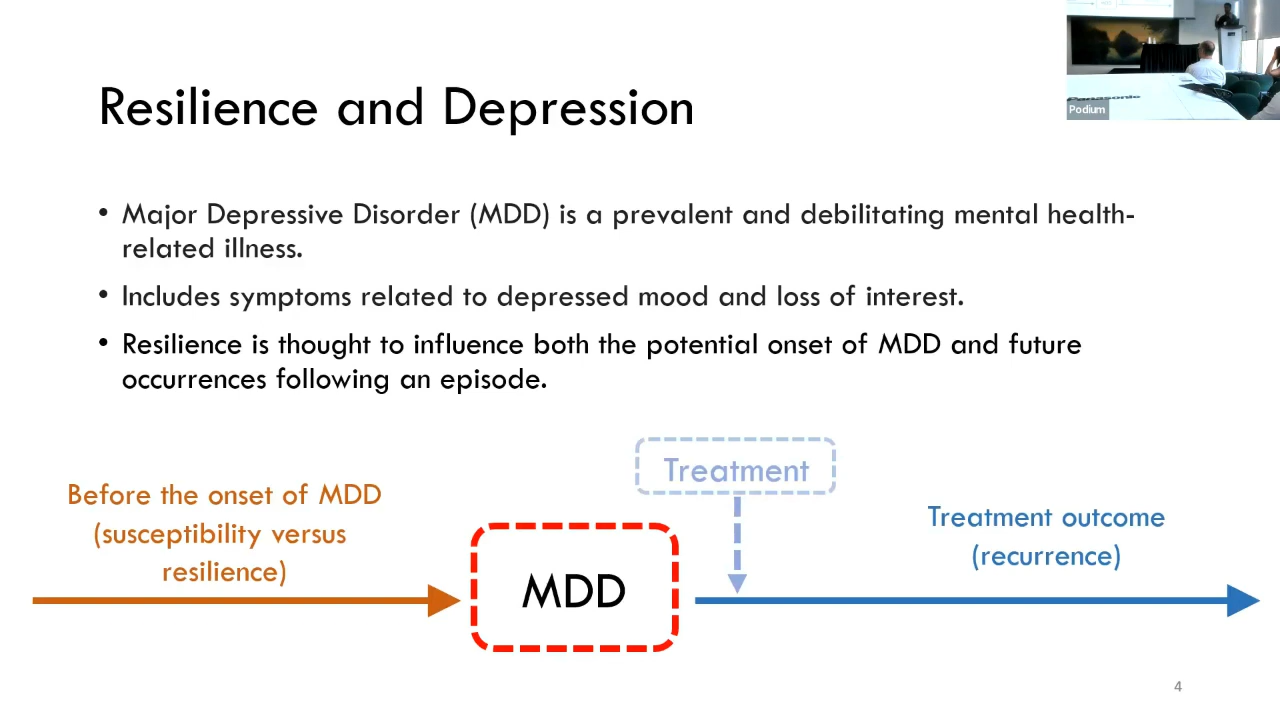 Panasonic
Podium
Resilience and Depression
• Major Depressive Disorder (MDD) is a prevalent and debilitating mental health-
related illness.
• Includes symptoms related to depressed mood and loss of interest.
• Resilience is thought to influence both the potential onset of MDD and future
occurrences following an episode.
Before the onset of MDD
(susceptibility versus
resilience)
MDD
Treatment
Treatment outcome
(recurrence)
4